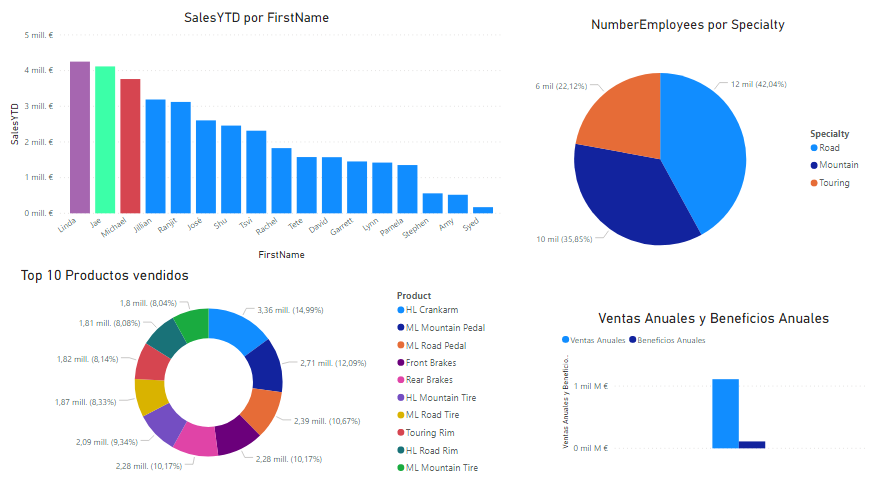 SalesYTD por FirstName
5 mill. €
4 mill. €
3 mill. €
2 mill. €
1 mill. €
0 mill. €
SalesYTD
Linda
Jae
Michael
Jillian
Ranjit
José
Shu
Tsvi
Rachel
Tete
David
Garrett
Lynn
Pamela
Stephen
Amy
Syed
FirstName
NumberEmployees por Specialty
6 mil (22,12%)
12 mil (42,04%)
10 mil (35,85%)
Specialty
Road
Mountain
Touring
Top 10 Productos vendidos
1,8 mill. (8,04%)
3,36 mill. (14,99%)
1,81 mill. (8,08%)
1,82 mill. (8,14%)
2,71 mill. (12,09%)
1,87 mill. (8,33%)
2,39 mill. (10,67%)
2,09 mill. (9,34%)
2,28 mill. (10,17%)
2,28 mill. (10,17%)
Product
HL Crankarm
ML Mountain Pedal
ML Road Pedal
Front Brakes
Rear Brakes
HL Mountain Tire
ML Road Tire
Touring Rim
HL Road Rim
ML Mountain Tire
Ventas Anuales y Beneficios Anuales
Ventas Anuales
Beneficios Anuales
Ventas Anuales y Beneficio...
1 mil M €
0 mil M €